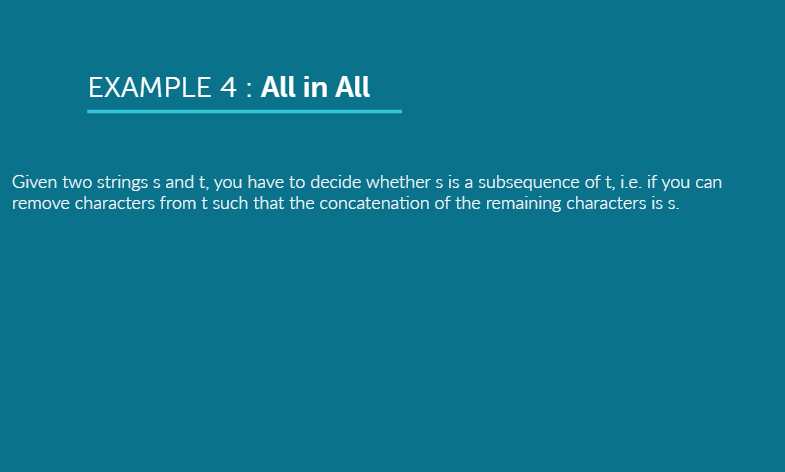 EXAMPLE 4 : All in All
Given two strings s and t, you have to decide whether s is a subsequence of t, i.e. if you can
remove characters from t such that the concatenation of the remaining characters is s.